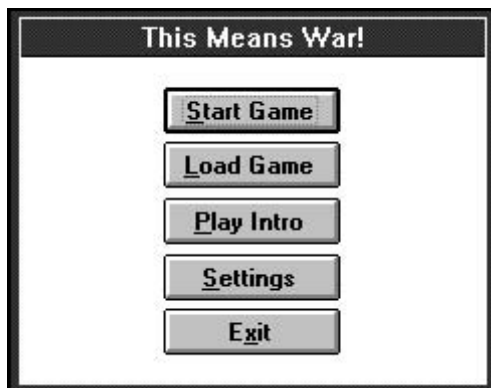 This Means War!
Start Game
Load Game
Play Intro
Settings
Exit